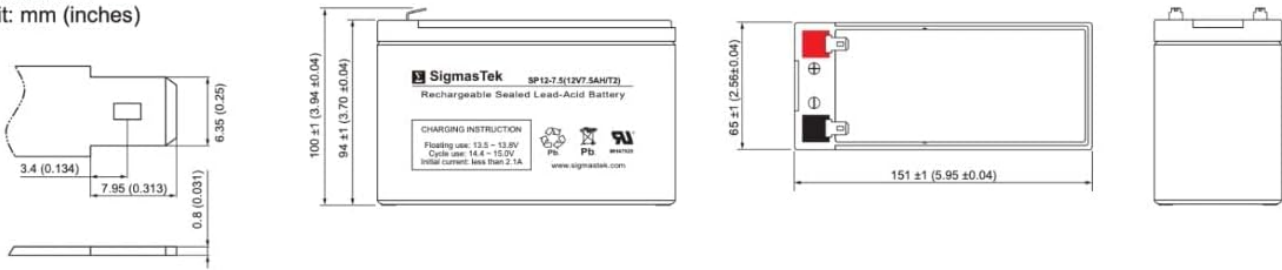 it: mm (inches)
3.4 (0.134)
7.95 (0.313)
6.35 (0.25)
0.8 (0.031)
100 ±1 (3.94 ±0.04)
94 ±1 (3.70 ±0.04)
Σ SigmasTek SP12-7.5(12V7.5AH/T2)
Rechargeable Sealed Lead-Acid Battery
CHARGING INSTRUCTION
Floating use: 13.5 ~ 13.8V
Cycle use: 14.4 ~ 15.0V
Initial current: less than 2.1A
Pb Pb
www.sigmastek.com
65 ±1 (2.56±0.04)
151 ±1 (5.95 ±0.04)